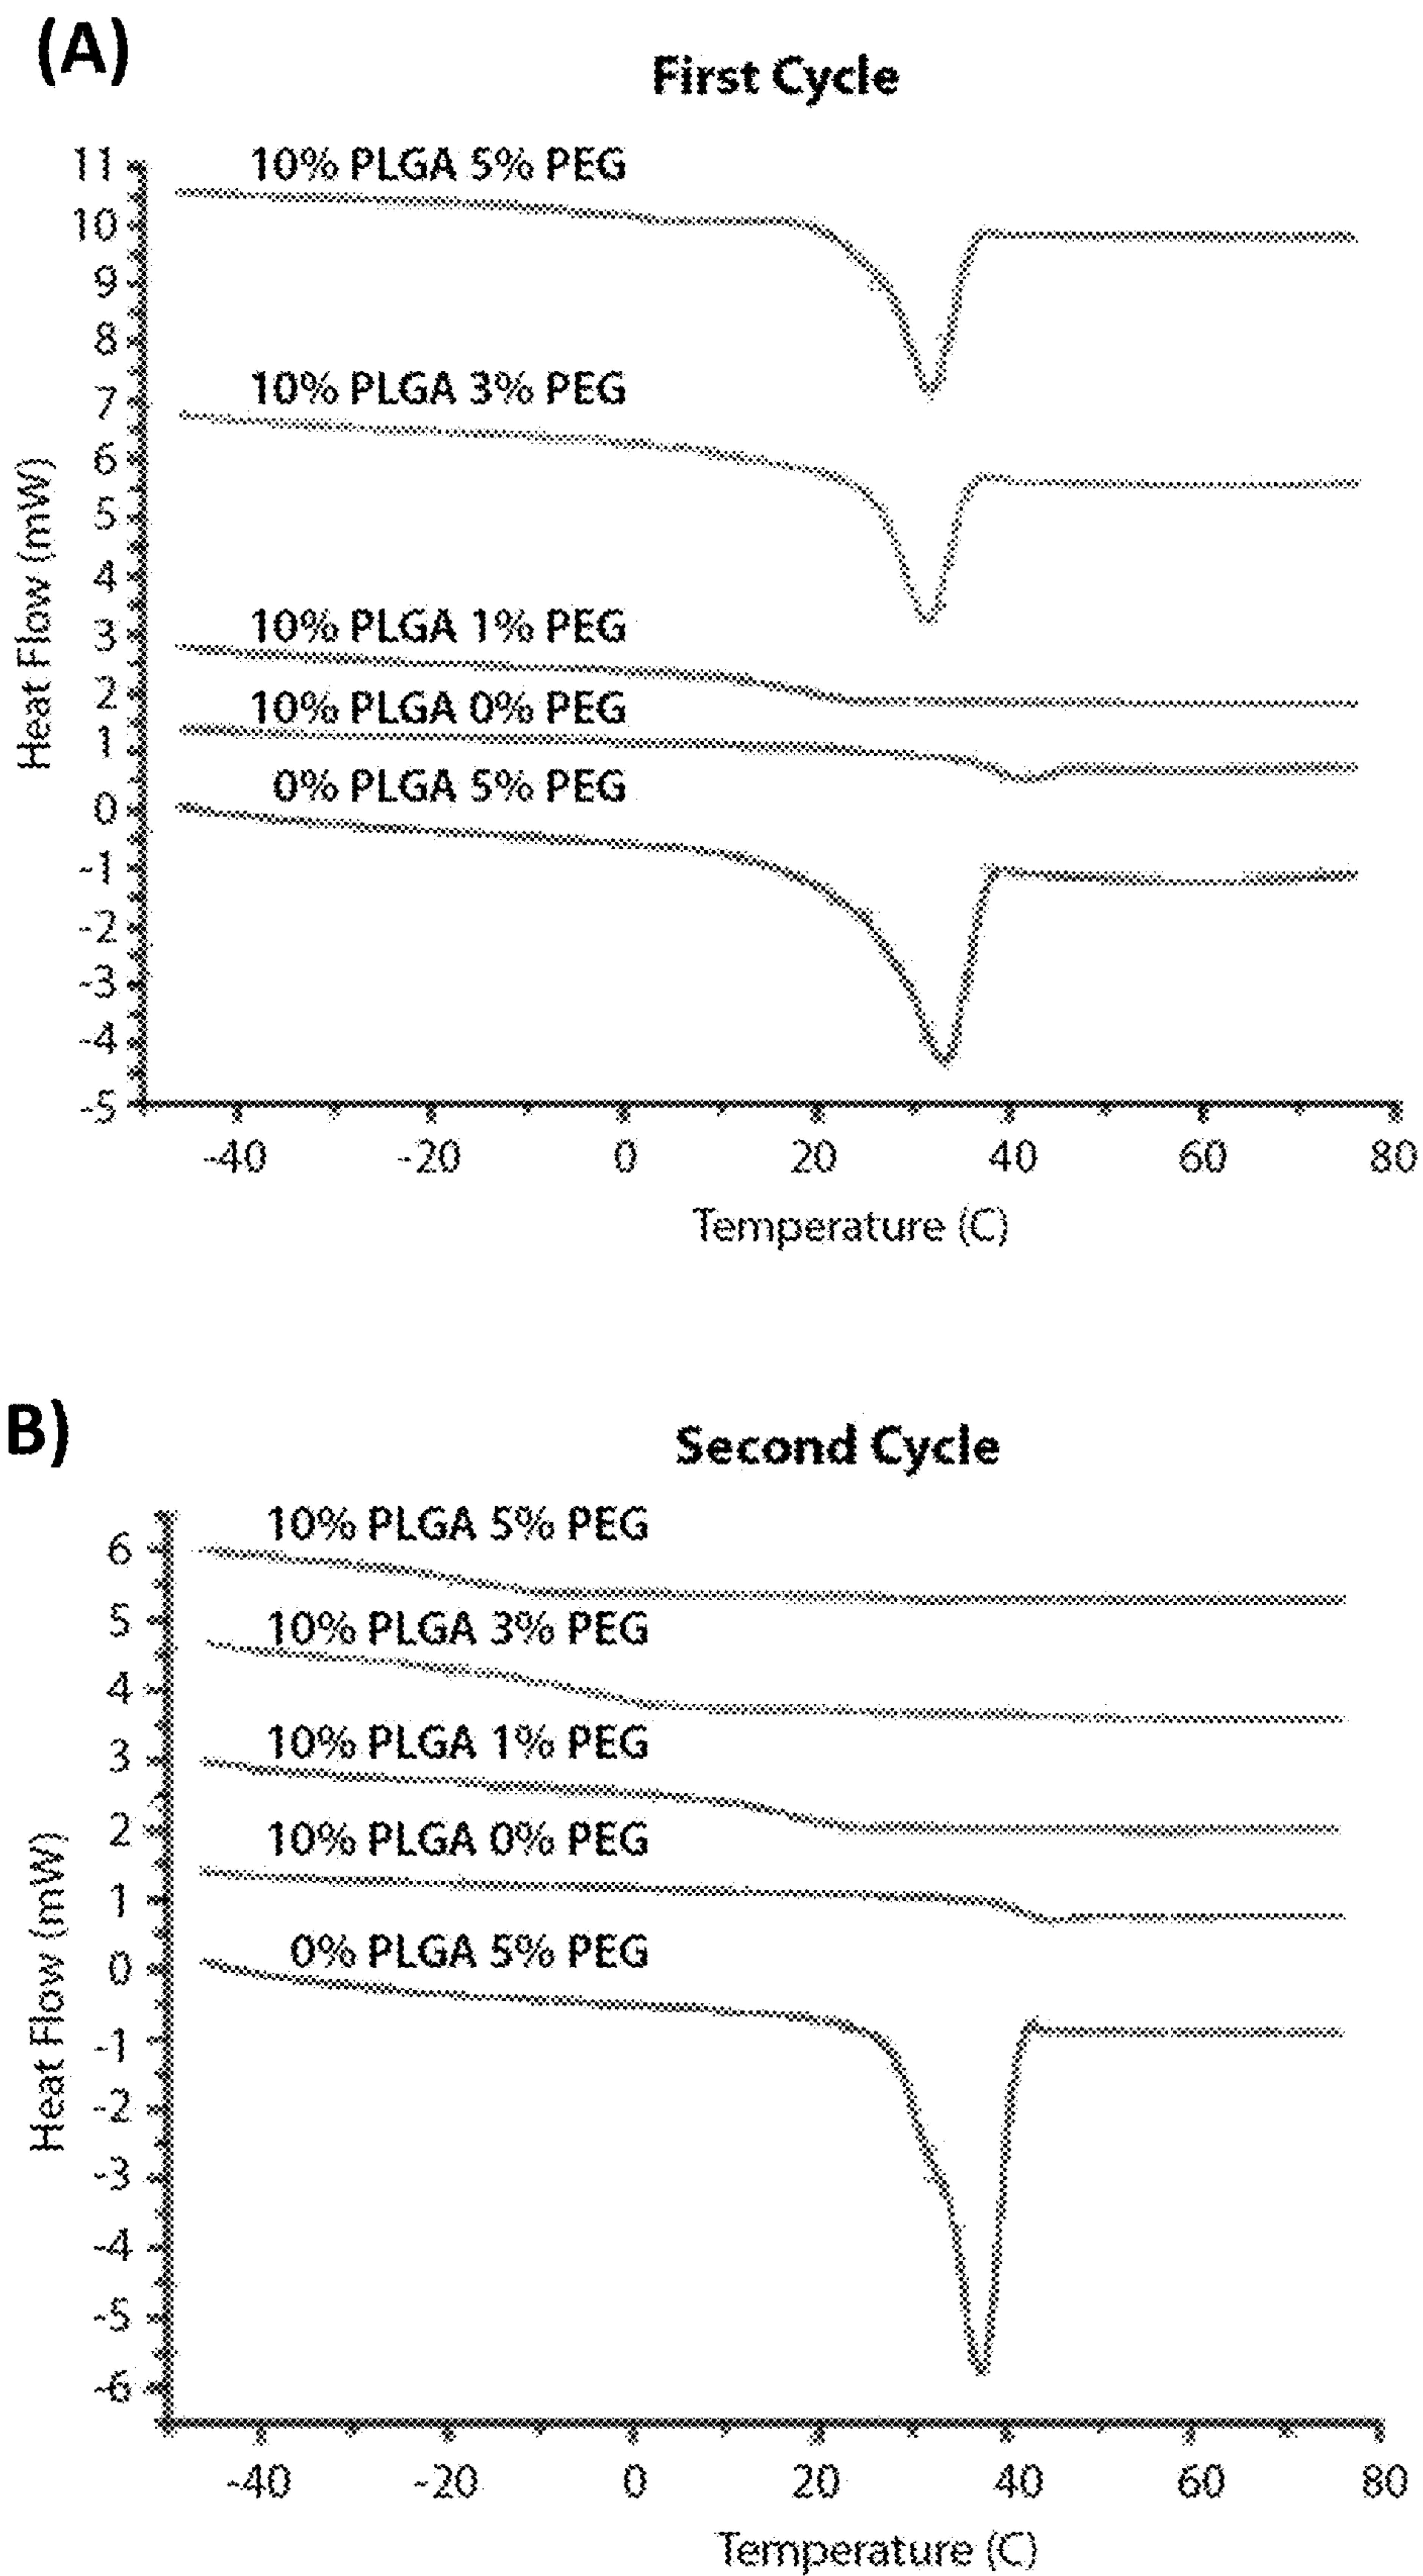 (A)
First Cycle
11
10% PLGA 5% PEG
10
9
8
7
10% PLGA 3% PEG
6
5
4
3
10% PLGA 1% PEG
2
10% PLGA 0% PEG
1
0% PLGA 5% PEG
0
-1
-2
-3
-4
-5
Heat Flow (mW)
-40 -20 0 20 40 60 80
Temperature (C)
B)
Second Cycle
10% PLGA 5% PEG
6
5
10% PLGA 3% PEG
4
10% PLGA 1% PEG
3
2
10% PLGA 0% PEG
1
0% PLGA 5% PEG
0
-1
-2
-3
-4
-5
-6
Heat Flow (mW)
-40 -20 0 20 40 60 80
Temperature (C)